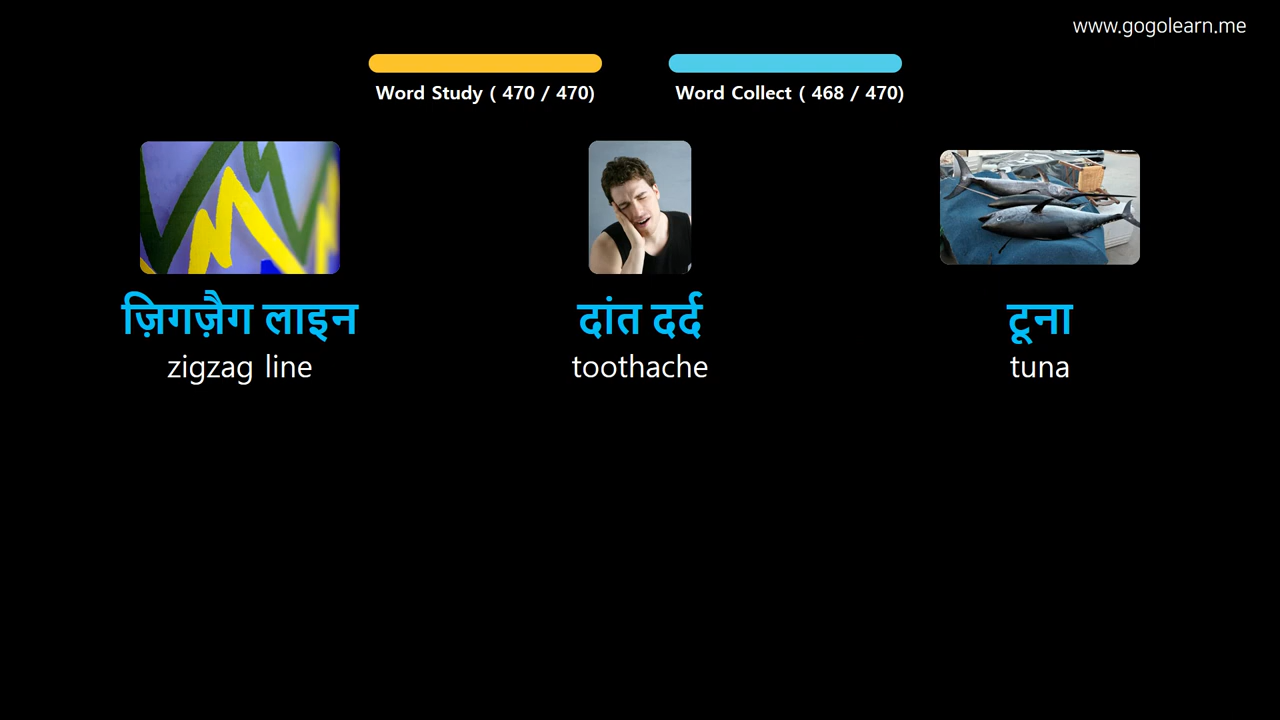 www.gogolearn.me
Word Study ( 470 / 470)
Word Collect ( 468 / 470)
ज़िगज़ैग लाइन
zigzag line
दांत दर्द
toothache
टूना
tuna